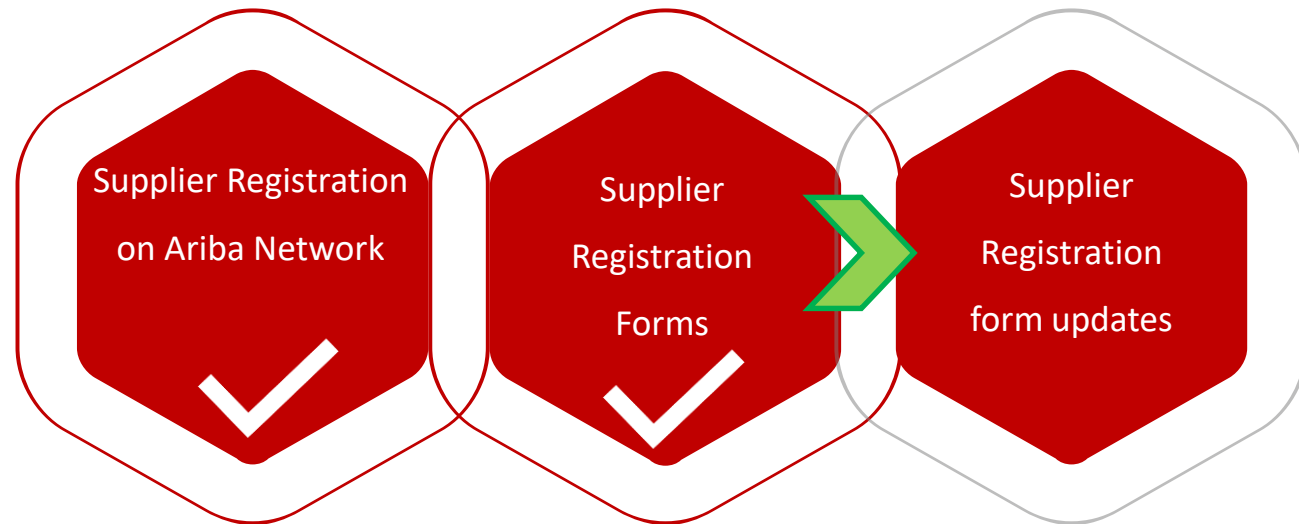 Supplier Registration
on Ariba Network
Supplier
Registration
Forms
Supplier
Registration
form updates